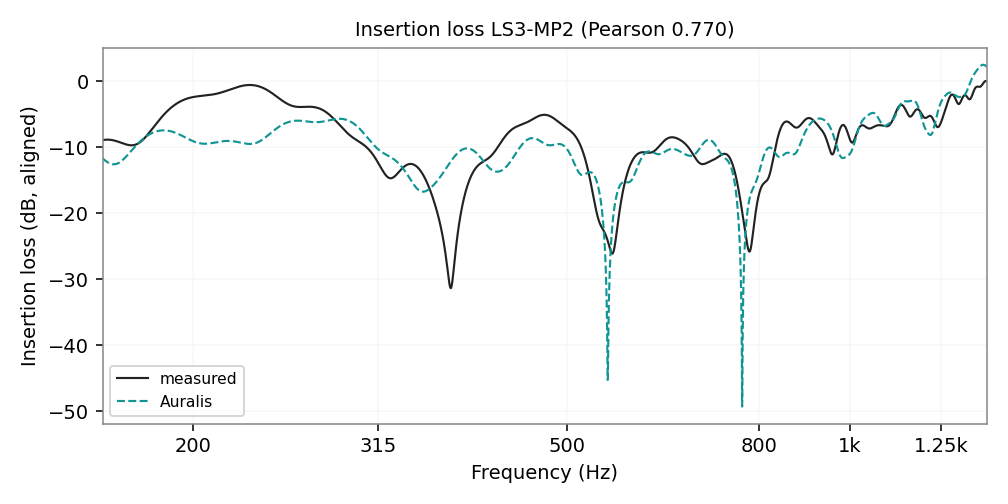 Insertion loss LS3-MP2 (Pearson 0.770)
Insertion loss (dB, aligned)
0
−10
−20
−30
−40
−50
measured
Auralis
200
315
500
800
1k
1.25k
Frequency (Hz)